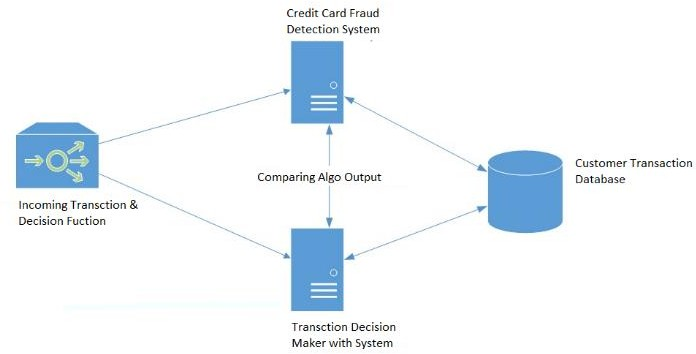 Credit Card Fraud
Detection System
Comparing Algo Output
Customer Transaction
Database
Incoming Transction &
Decision Fuction
Transction Decision
Maker with System